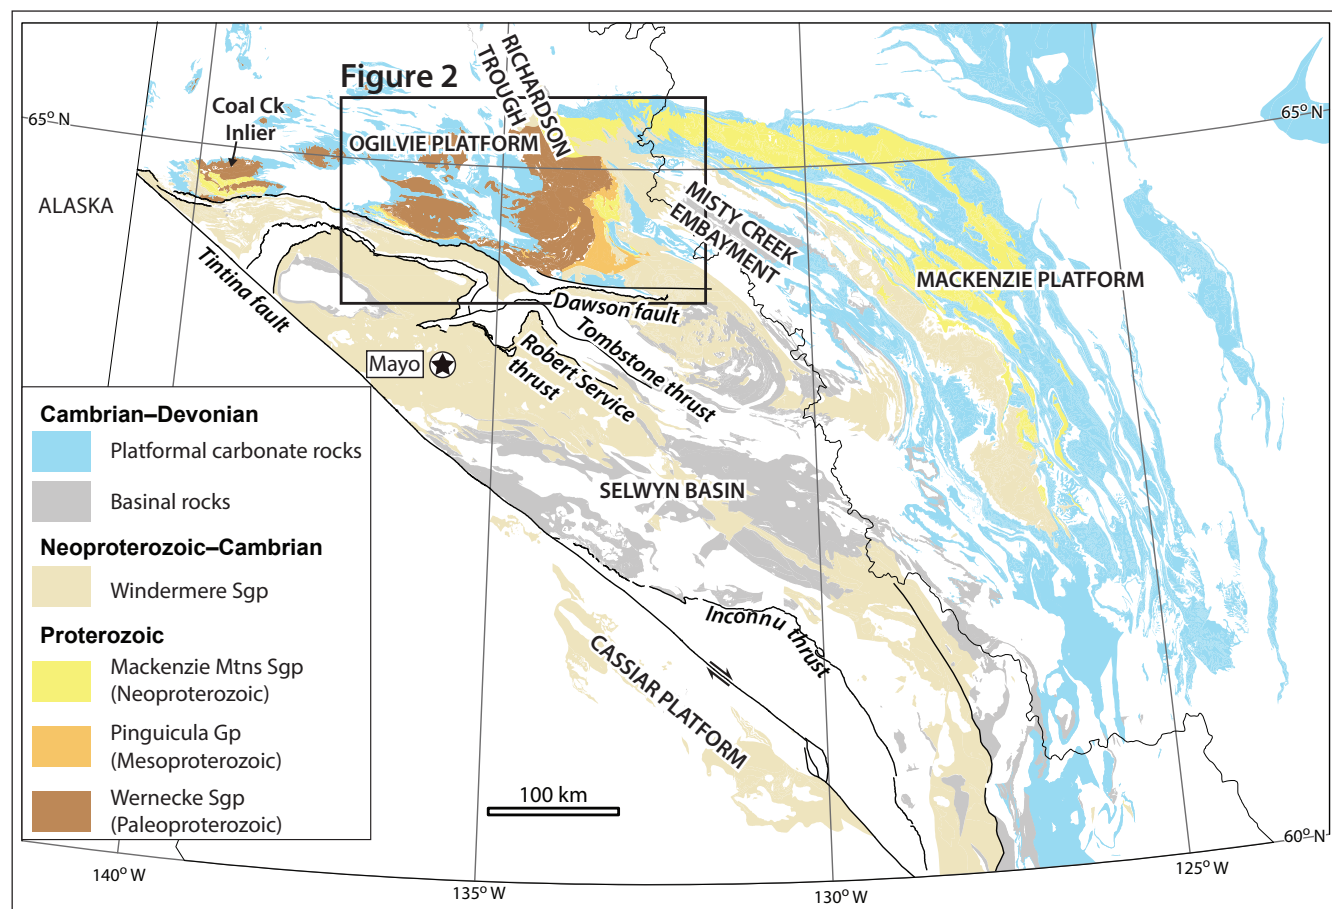 Figure 2
RICHARDSON
TROUGH
Coal Ck
Inlier
65° N
65° N
OGILVIE PLATFORM
ALASKA
MISTY CREEK
EMBAYMENT
MACKENZIE PLATFORM
Tintina fault
Dawson fault
Tombstone thrust
Robert Service
thrust
Mayo
SELWYN BASIN
Inconnu thrust
CASSIAR PLATFORM
Cambrian–Devonian
Platformal carbonate rocks
Basinal rocks
Neoproterozoic–Cambrian
Windermere Sgp
Proterozoic
Mackenzie Mtns Sgp
(Neoproterozoic)
Pinguicula Gp
(Mesoproterozoic)
Wernecke Sgp
(Paleoproterozoic)
100 km
60° N
140° W
135° W
130° W
125° W